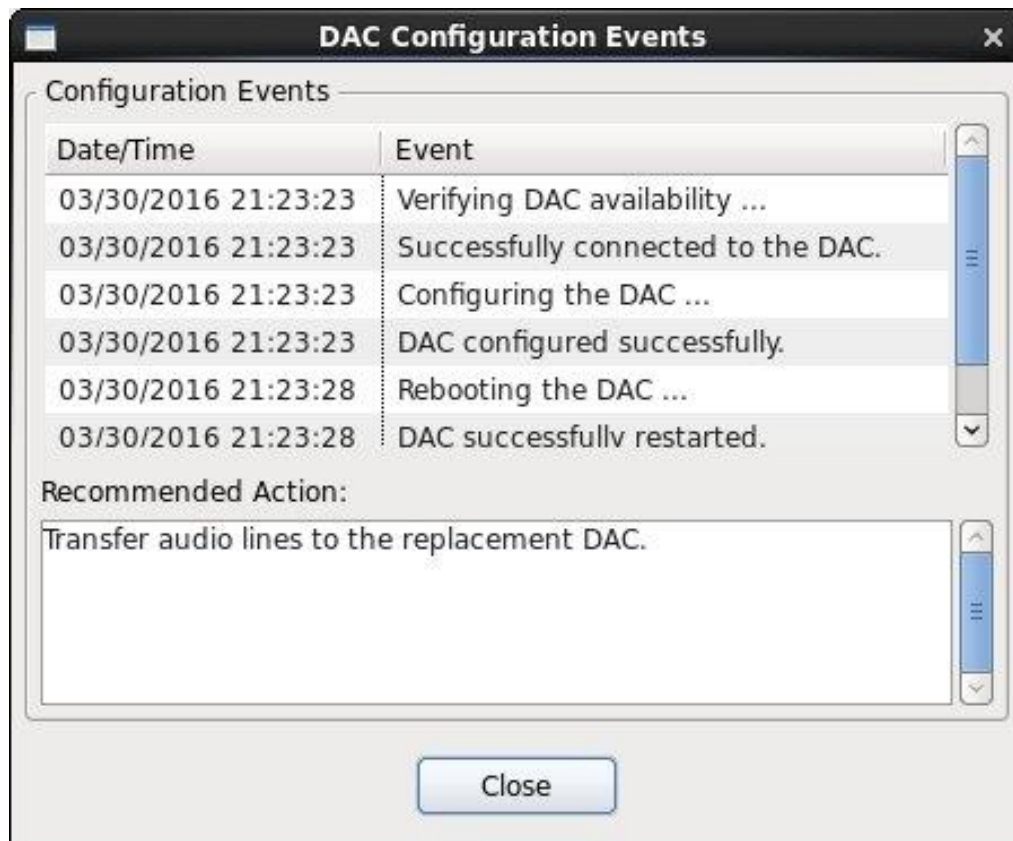 DAC Configuration Events
Configuration Events
Date/Time Event
03/30/2016 21:23:23 Verifying DAC availability ...
03/30/2016 21:23:23 Successfully connected to the DAC.
03/30/2016 21:23:23 Configuring the DAC ...
03/30/2016 21:23:23 DAC configured successfully.
03/30/2016 21:23:28 Rebooting the DAC ...
03/30/2016 21:23:28 DAC successfully restarted.
Recommended Action:
Transfer audio lines to the replacement DAC.
Close